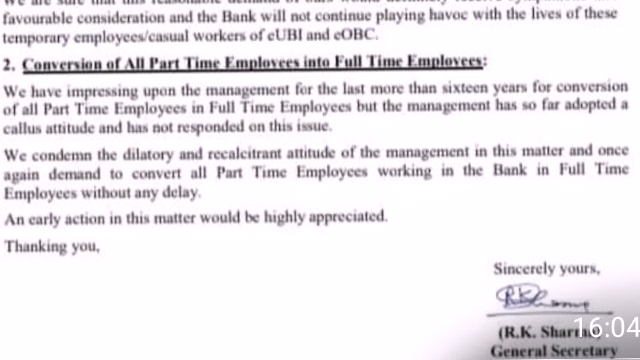 favourable consideration and the Bank will not continue playing havoc with the lives of these
temporary employees/casual workers of eUBI and eOBC.
2. Conversion of All Part Time Employees into Full Time Employees:
We have impressing upon the management for the last more than sixteen years for conversion
of all Part Time Employees in Full Time Employees but the management has so far adopted a
callus attitude and has not responded on this issue.
We condemn the dilatory and recalcitrant attitude of the management in this matter and once
again demand to convert all Part Time Employees working in the Bank in Full Time
Employees without any delay.
An early action in this matter would be highly appreciated.
Thanking you,
Sincerely yours,
(R.K. Sharma)
16:04
General Secretary